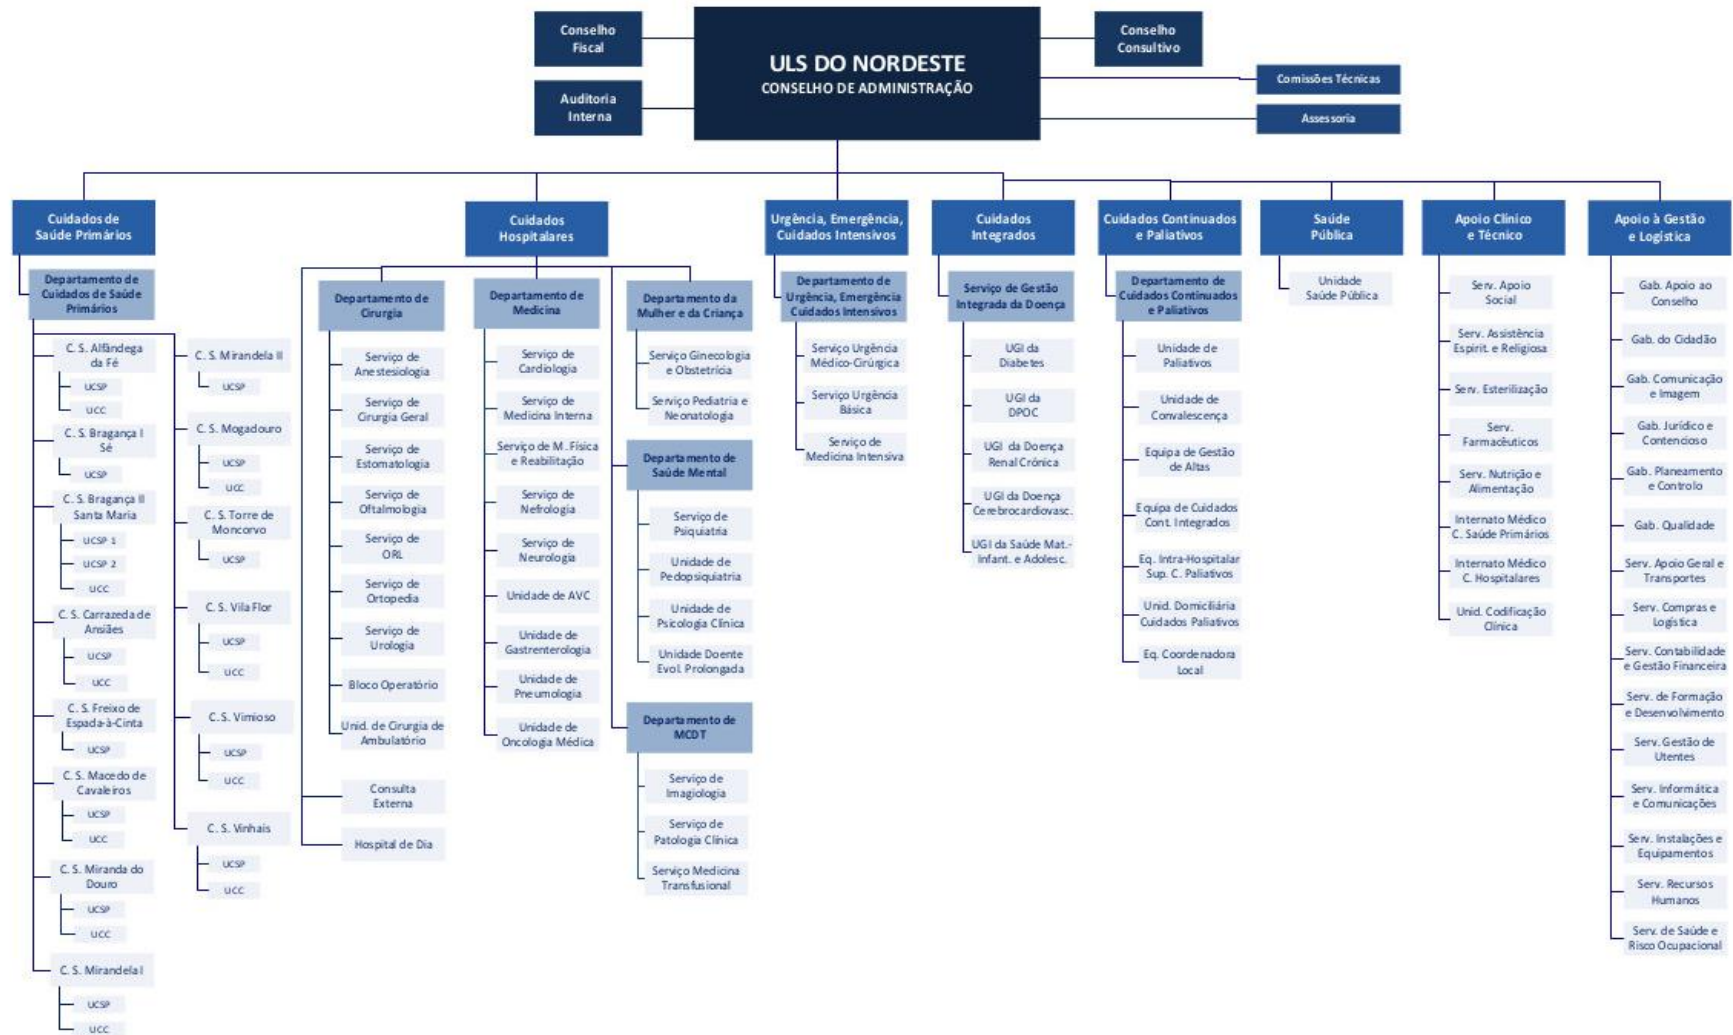 Conselho
Fiscal
Auditoria
Interna
ULS DO NORDESTE
CONSELHO DE ADMINISTRAÇÃO
Conselho
Consultivo
Comissões Técnicas
Assessoria
Cuidados de
Saúde Primários
Departamento de
Cuidados de Saúde
Primários
C. S. Alfândega
da Fé
UCSP
UCC
C. S. Bragança I
Sé
UCSP
C. S. Bragança II
Santa Maria
UCSP 1
UCSP 2
UCC
C. S. Carrazeda de
Ansiães
UCSP
UCC
C. S. Freixo de
Espada-à-Cinta
UCSP
C. S. Macedo de
Cavaleiros
UCSP
UCC
C. S. Miranda do
Douro
UCSP
UCC
C. S. Mirandela I
UCSP
UCC
C. S. Mirandela II
UCSP
C. S. Mogadouro
UCSP
UCC
C. S. Torre de
Moncorvo
UCSP
C. S. Vila Flor
UCSP
UCC
C. S. Vimioso
UCSP
UCC
C. S. Vinhais
UCSP
UCC
Cuidados
Hospitalares
Departamento de
Cirurgia
Serviço de
Anestesiologia
Serviço de
Cirurgia Geral
Serviço de
Estomatologia
Serviço de
Oftalmologia
Serviço de
ORL
Serviço de
Ortopedia
Serviço de
Urologia
Bloco Operatório
Unid. de Cirurgia de
Ambulatório
Consulta
Externa
Hospital de Dia
Departamento de
Medicina
Serviço de
Cardiologia
Serviço de
Medicina Interna
Serviço de M. Física
e Reabilitação
Serviço de
Nefrologia
Serviço de
Neurologia
Unidade de AVC
Unidade de
Gastrenterologia
Unidade de
Pneumologia
Unidade de
Oncologia Médica
Departamento da
Mulher e da Criança
Serviço Ginecologia
e Obstetrícia
Serviço Pediatria e
Neonatologia
Departamento de
Saúde Mental
Serviço de
Psiquiatria
Unidade de
Pedopsiquiatria
Unidade de
Psicologia Clínica
Unidade Doente
Evol. Prolongada
Departamento de
MCDT
Serviço de
Imagiologia
Serviço de
Patologia Clínica
Serviço Medicina
Transfusional
Urgência, Emergência,
Cuidados Intensivos
Departamento de
Urgência, Emergência
Cuidados Intensivos
Serviço Urgência
Médico-Cirúrgica
Serviço Urgência
Básica
Serviço de
Medicina Intensiva
Cuidados
Integrados
Serviço de Gestão
Integrada da Doença
UGI da
Diabetes
UGI da
DPOC
UGI da Doença
Renal Crónica
UGI da Doença
Cerebrocardiovasc.
UGI da Saúde Mat.-
Infant. e Adolesc.
Cuidados Continuados
e Paliativos
Departamento de
Cuidados Continuados
e Paliativos
Unidade de
Paliativos
Unidade de
Convalescença
Equipa de Gestão
de Altas
Equipa de Cuidados
Cont. Integrados
Eq. Intra-Hospitalar
Sup. C. Paliativos
Unid. Domiciliária
Cuidados Paliativos
Eq. Coordenadora
Local
Saúde
Pública
Unidade
Saúde Pública
Apoio Clínico
e Técnico
Serv. Apoio
Social
Serv. Assistência
Espirit. e Religiosa
Serv. Esterilização
Serv.
Farmacêuticos
Serv. Nutrição e
Alimentação
Internato Médico
C. Saúde Primários
Internato Médico
C. Hospitalares
Unid. Codificação
Clínica
Apoio à Gestão
e Logística
Gab. Apoio ao
Conselho
Gab. do Cidadão
Gab. Comunicação
e Imagem
Gab. Jurídico e
Contencioso
Gab. Planeamento
e Controlo
Gab. Qualidade
Serv. Apoio Geral e
Transportes
Serv. Compras e
Logística
Serv. Contabilidade
e Gestão Financeira
Serv. de Formação
e Desenvolvimento
Serv. Gestão de
Utentes
Serv. Informática
e Comunicações
Serv. Instalações e
Equipamentos
Serv. Recursos
Humanos
Serv. de Saúde e
Risco Ocupacional